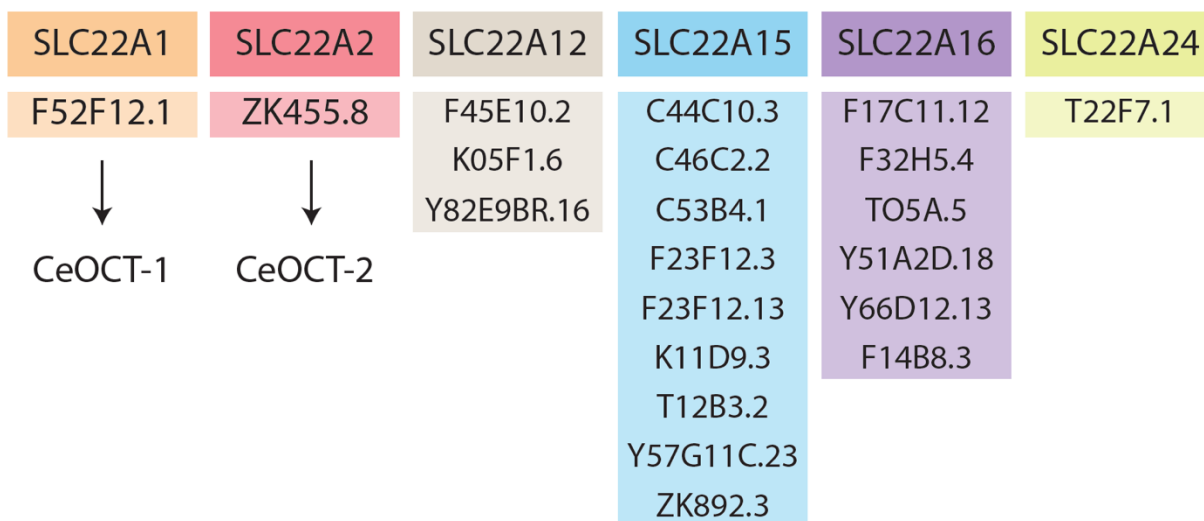 SLC22A1
F52F12.1
CeOCT-1
SLC22A2
ZK455.8
CeOCT-2
SLC22A12
F45E10.2
K05F1.6
Y82E9BR.16
SLC22A15
C44C10.3
C46C2.2
C53B4.1
F23F12.3
F23F12.13
K11D9.3
T12B3.2
Y57G11C.23
ZK892.3
SLC22A16
F17C11.12
F32H5.4
TO5A.5
Y51A2D.18
Y66D12.13
F14B8.3
SLC22A24
T22F7.1